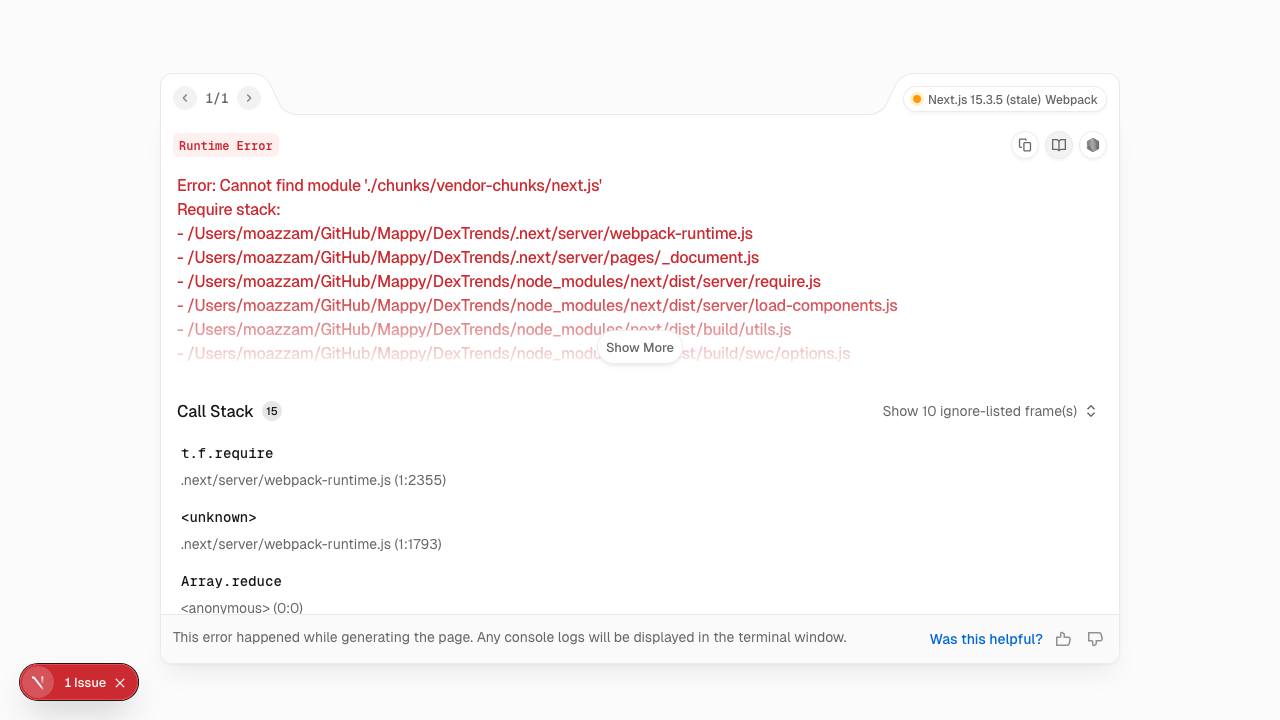 1/1
Next.js 15.3.5 (stale) Webpack
Runtime Error
Error: Cannot find module './chunks/vendor-chunks/next.js'
Require stack:
- /Users/moazzam/GitHub/Mappy/DexTrends/.next/server/webpack-runtime.js
- /Users/moazzam/GitHub/Mappy/DexTrends/.next/server/pages/_document.js
- /Users/moazzam/GitHub/Mappy/DexTrends/node_modules/next/dist/server/require.js
- /Users/moazzam/GitHub/Mappy/DexTrends/node_modules/next/dist/server/load-components.js
- /Users/moazzam/GitHub/Mappy/DexTrends/node_modules/next/dist/build/utils.js
- /Users/moazzam/GitHub/Mappy/DexTrends/node_modu st/build/swc/options.js
Show More
Call Stack 15
Show 10 ignore-listed frame(s)
t.f.require
.next/server/webpack-runtime.js (1:2355)
<unknown>
.next/server/webpack-runtime.js (1:1793)
Array.reduce
<anonymous> (0:0)
This error happened while generating the page. Any console logs will be displayed in the terminal window.
Was this helpful?
1 Issue